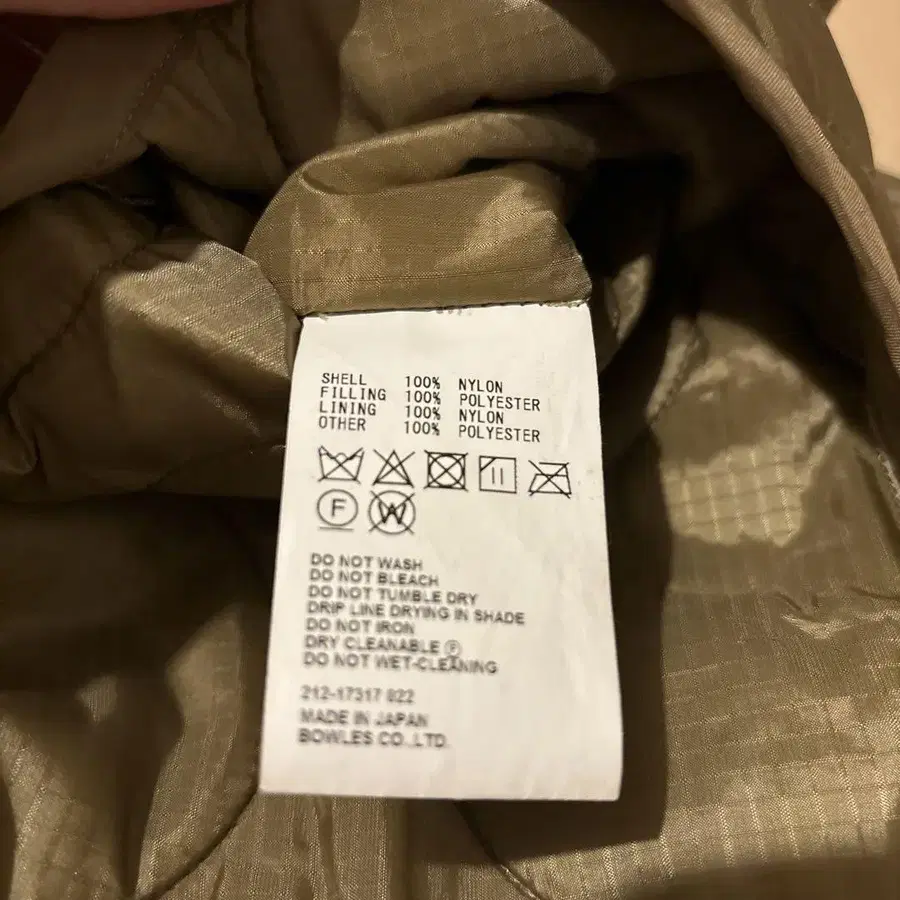 SHELL 100% NYLON
FILLING 100% POLYESTER
LINING 100% NYLON
OTHER 100% POLYESTER
F W
DO NOT WASH
DO NOT BLEACH
DO NOT TUMBLE DRY
DRIP LINE DRYING IN SHADE
DO NOT IRON
DRY CLEANABLE Ⓕ
DO NOT WET-CLEANING
212-17317 022
MADE IN JAPAN
BOWLES CO.,LTD.